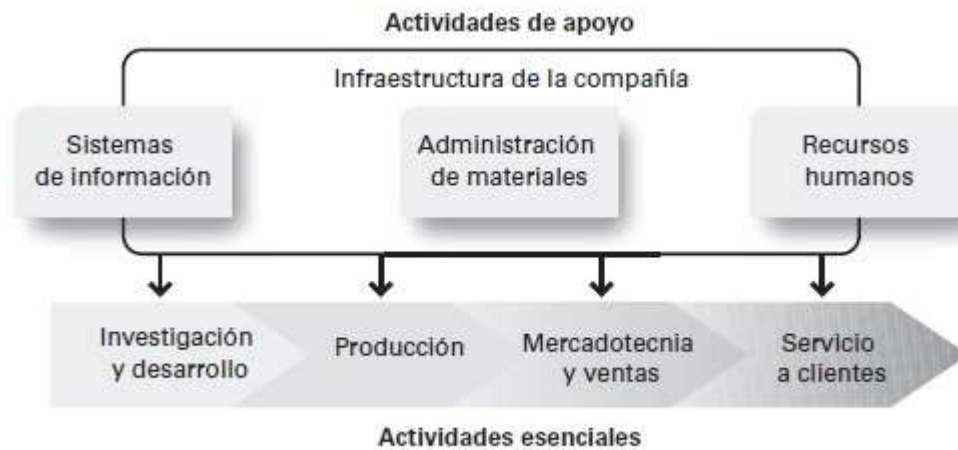 Actividades de apoyo
Infraestructura de la compañía
Sistemas
de información
Administración
de materiales
Recursos
humanos
Investigación
y desarrollo
Producción
Mercadotecnia
y ventas
Servicio
a clientes
Actividades esenciales